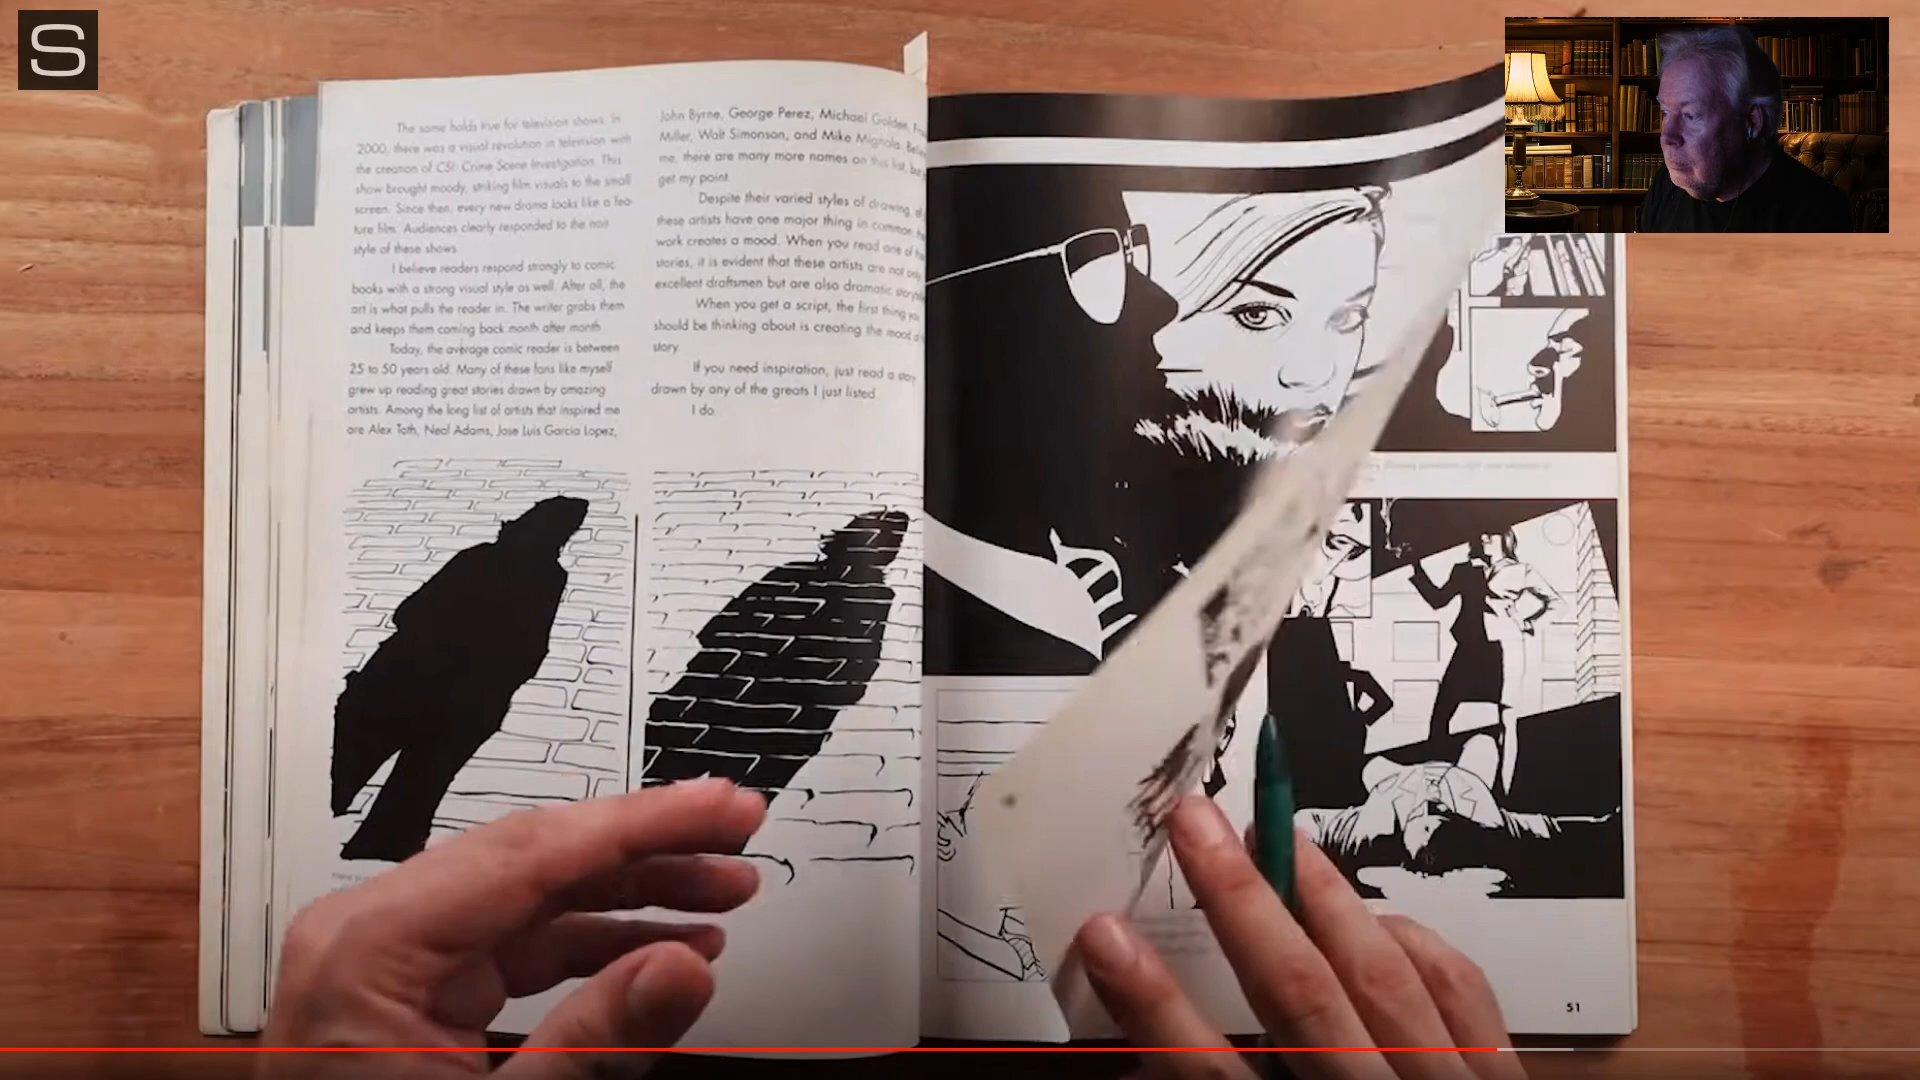 S
The same holds true for television shows. In
2000, there was a visual revolution in television with
the creation of CSI: Crime Scene Investigation. This
show brought moody, striking film visuals to the small
screen. Since then, every new drama looks like a fea-
ture film. Audiences clearly responded to the noir
style of these shows.
I believe readers respond strongly to comic
books with a strong visual style as well. After all, the
art is what pulls the reader in. The writer grabs them
and keeps them coming back month after month.
Today, the average comic reader is between
25 to 50 years old. Many of these fans like myself
grew up reading great stories drawn by amazing
artists. Among the long list of artists that inspired me
are Alex Toth, Neal Adams, Jose Luis Garcia Lopez,
John Byrne, George Perez, Michael Golden,
Miller, Walt Simonson, and Mike Mignola.
me, there are many more names on this list, but
get my point.
Despite their varied styles of drawing,
these artists have one major thing in common:
work creates a mood. When you read one of
stories, it is evident that these artists are not only
excellent draftsmen but are also dramatic
When you get a script, the first thing you
should be thinking about is creating the mood
story.
If you need inspiration, just read a story
drawn by any of the greats I just listed.
I do.
51